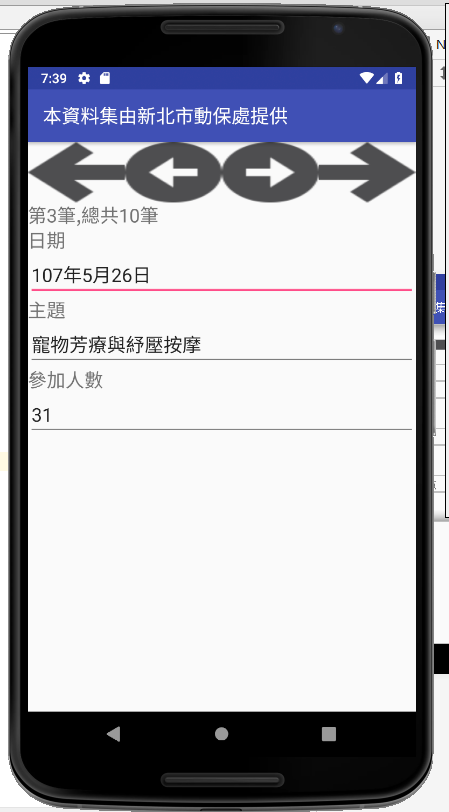 7:39
本資料集由新北市動保處提供
第3筆,總共10筆
日期
107年5月26日
主題
寵物芳療與紓壓按摩
參加人數
31
N